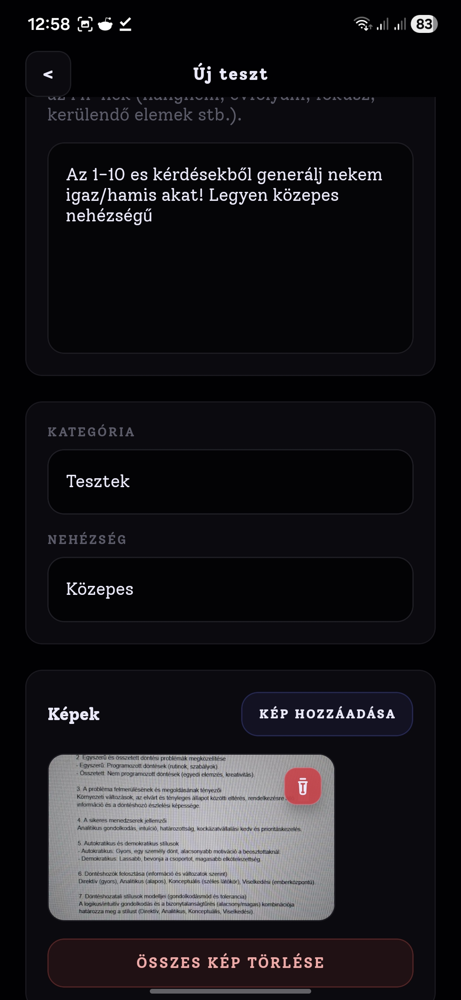 12:58
83
<
Új teszt
kerülendő elemek stb.).
Az 1-10 es kérdésekből generálj nekem
igaz/hamis akat! Legyen közepes
nehézségű
KATEGÓRIA
Tesztek
NEHÉZSÉG
Közepes
Képek
KÉP HOZZÁADÁSA
2. Egyszerű és összetett döntési problémák megközelítése
- Egyszerű: Programozott döntések (rutinok, szabályok).
- Összetett: Nem programozott döntések (egyedi elemzés, kreativitás).
3. A probléma felmerülésének és megoldásának tényezői
Környezeti változások, az elvárt és tényleges állapot közötti eltérés, rendelkezésre
információ és a döntéshozó észlelési képessége.
4. A sikeres menedzserek jellemzői
Analitikus gondolkodás, intuíció, határozottság, kockázatvállalási kedv és prioritáskezelés.
5. Autokratikus és demokratikus stílusok
- Autokratikus: Gyors, egy személy dönt, alacsonyabb motiváció a beosztottaknál.
- Demokratikus: Lassabb, bevonja a csoportot, magasabb elkötelezettség.
6. Döntéshozók felosztása (információ és változatok szerint)
Direktív (gyors), Analitikus (alapos), Konceptuális (széles látókör), Viselkedési (emberközpontú).
7. Döntéshozatali stílusok modelljei (gondolkodásmód és tolerancia)
A logikus/intuitív gondolkodás és a bizonytalanságtűrés (alacsony/magas) kombinációja
határozza meg a stílust (Direktív, Analitikus, Konceptuális, Viselkedési).
ÖSSZES KÉP TÖRLÉSE